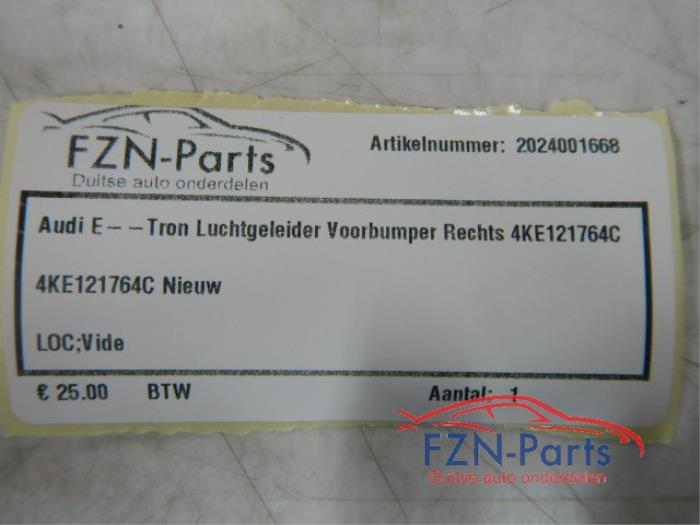 FZN-Parts
Duitse auto onderdelen
Artikelnummer: 2024001668
Audi E--Tron Luchtgeleider Voorbumper Rechts 4KE121764C
4KE121764C Nieuw
LOC;Vide
€ 25.00 BTW Aantal: 1
FZN-Parts
Duitse auto onderdelen